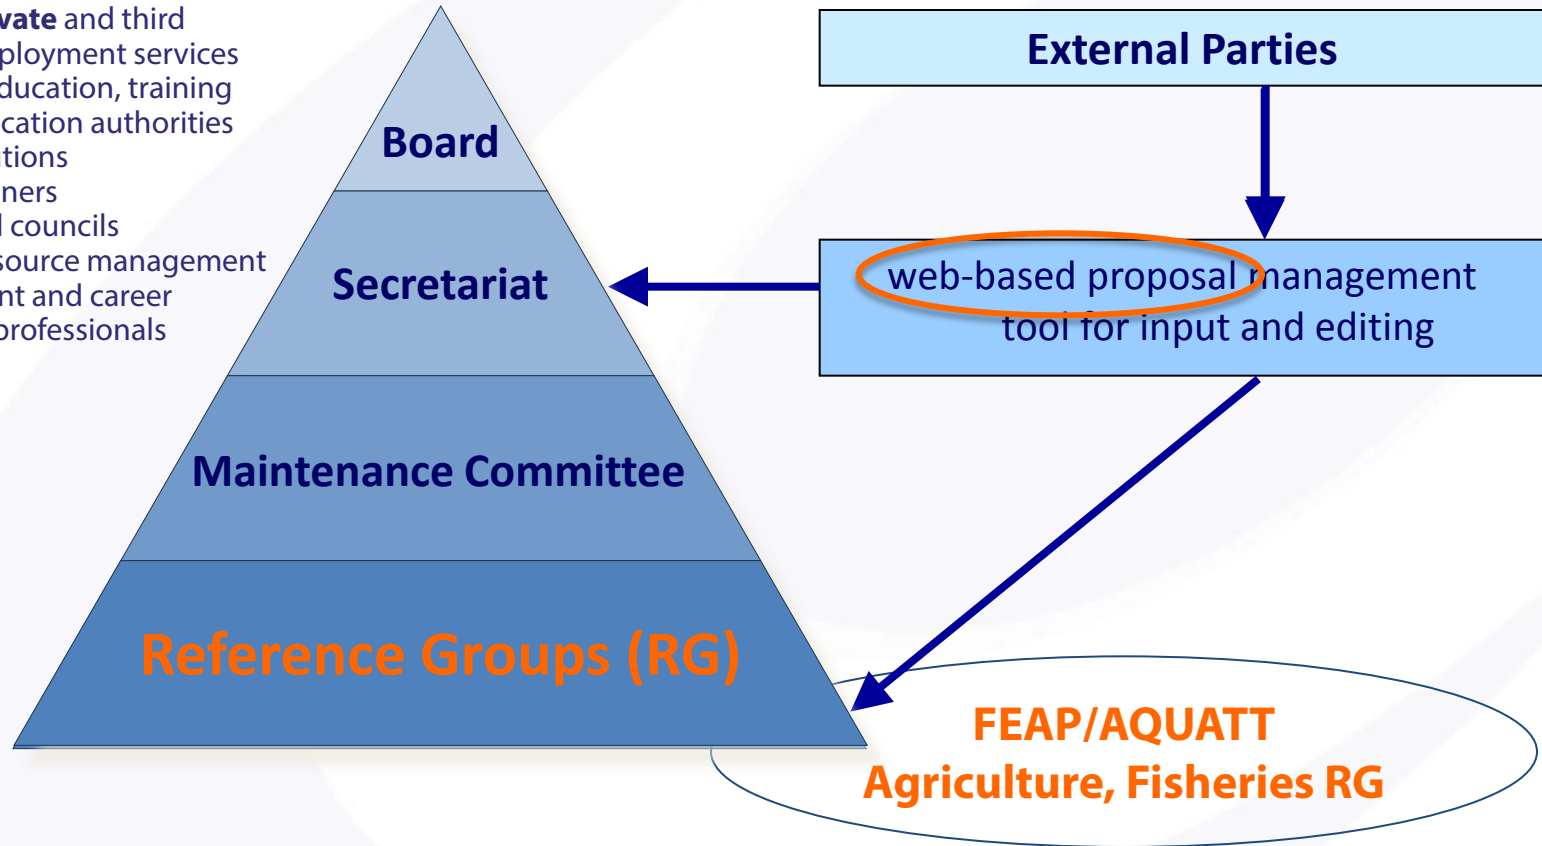 vate and third
ployment services
ducation, training
cation authorities
tions
ners
l councils
source management
nt and career
professionals
Board
Secretariat
Maintenance Committee
Reference Groups (RG)
External Parties
web-based proposal management
tool for input and editing
FEAP/AQUATT
Agriculture, Fisheries RG